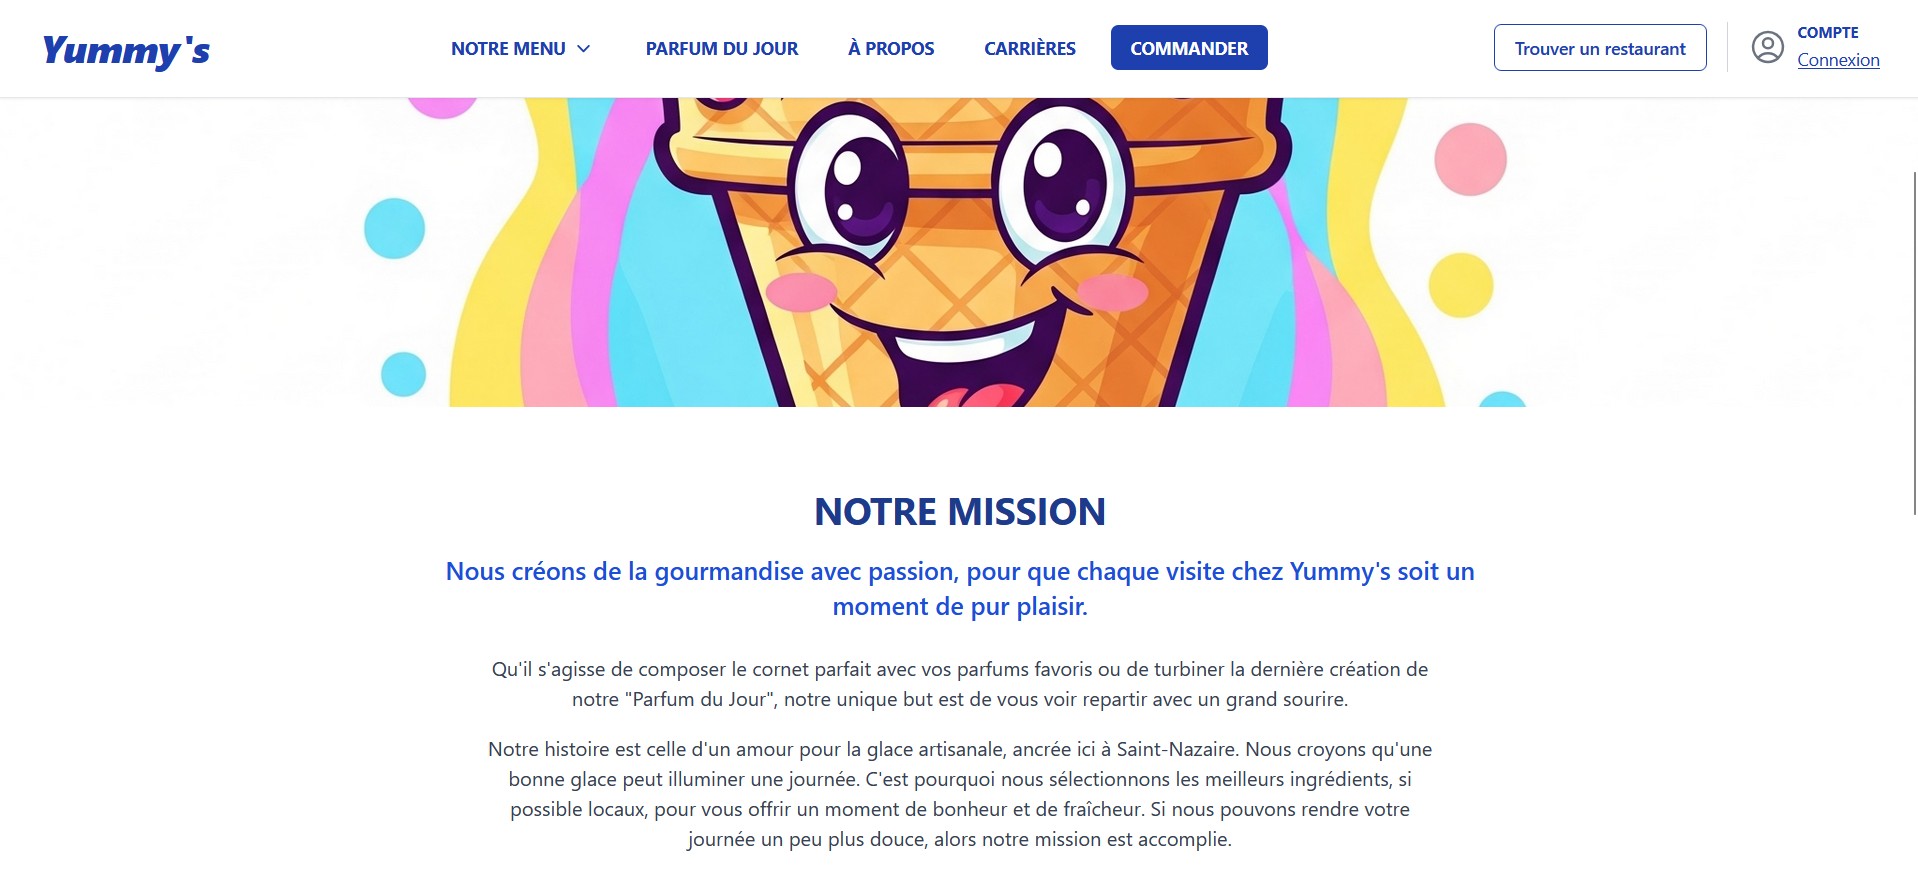 Yummy's
NOTRE MENU
PARFUM DU JOUR
À PROPOS
CARRIÈRES
COMMANDER
Trouver un restaurant
COMPTE
Connexion
NOTRE MISSION
Nous créons de la gourmandise avec passion, pour que chaque visite chez Yummy's soit un
moment de pur plaisir.
Qu'il s'agisse de composer le cornet parfait avec vos parfums favoris ou de turbiner la dernière création de
notre "Parfum du Jour", notre unique but est de vous voir repartir avec un grand sourire.
Notre histoire est celle d'un amour pour la glace artisanale, ancrée ici à Saint-Nazaire. Nous croyons qu'une
bonne glace peut illuminer une journée. C'est pourquoi nous sélectionnons les meilleurs ingrédients, si
possible locaux, pour vous offrir un moment de bonheur et de fraîcheur. Si nous pouvons rendre votre
journée un peu plus douce, alors notre mission est accomplie.